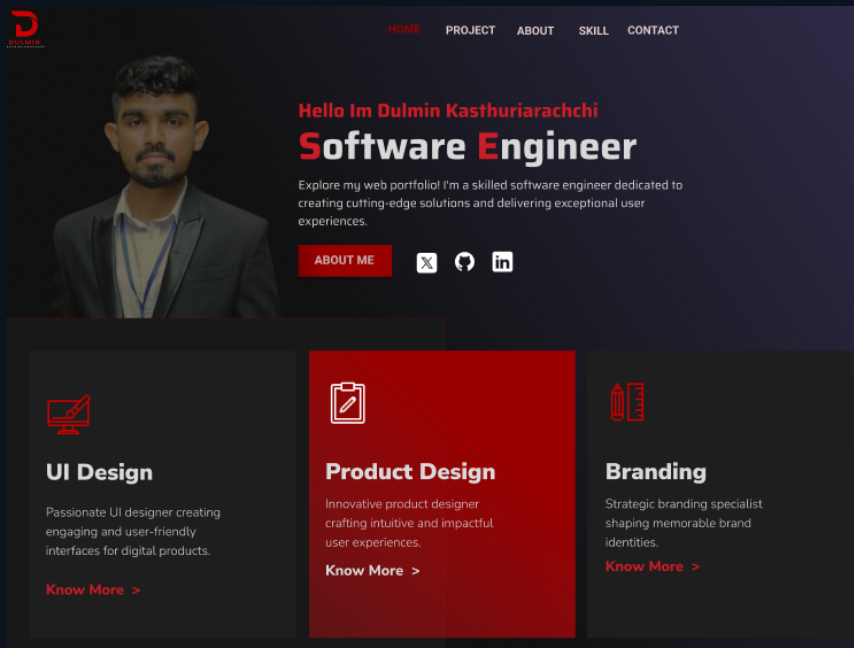 DULMIN
HOME PROJECT ABOUT SKILL CONTACT
Hello Im Dulmin Kasthuriarachchi
Software Engineer
Explore my web portfolio! I'm a skilled software engineer dedicated to
creating cutting-edge solutions and delivering exceptional user
experiences.
ABOUT ME
X in
UI Design
Passionate UI designer creating
engaging and user-friendly
interfaces for digital products.
Know More >
Product Design
Innovative product designer
crafting intuitive and impactful
user experiences.
Know More >
Branding
Strategic branding specialist
shaping memorable brand
identities.
Know More >